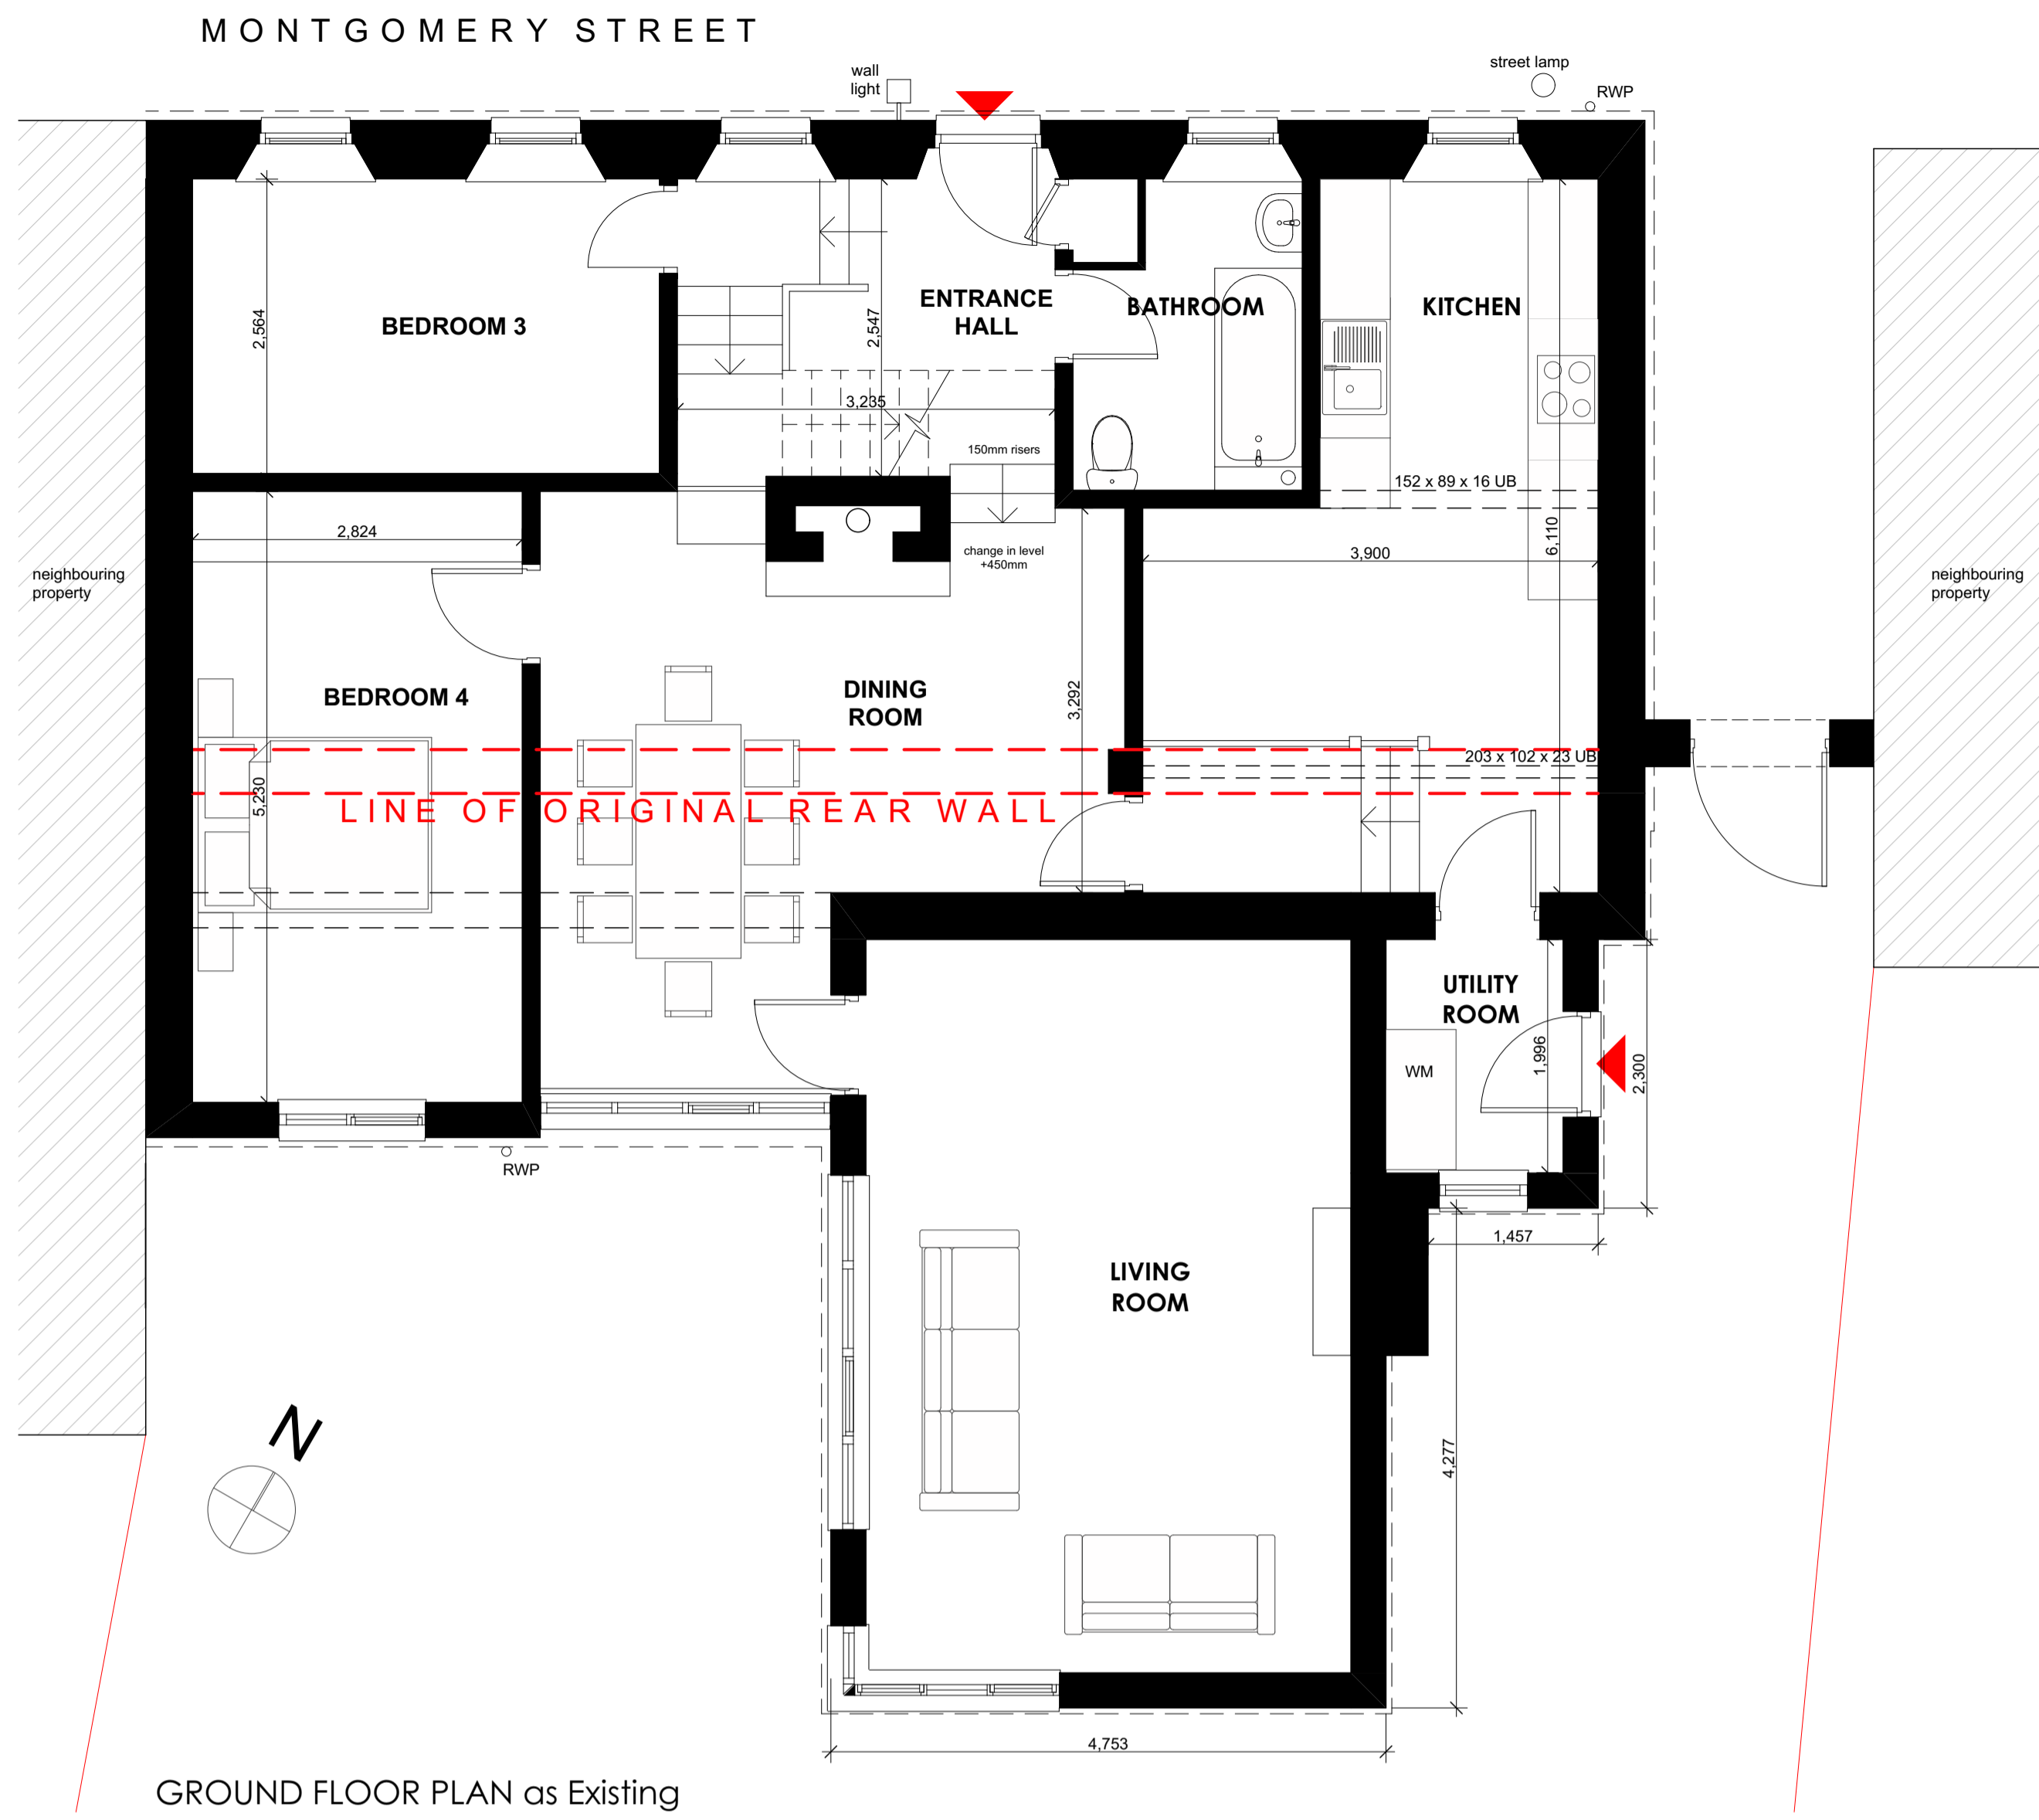 MONTGOMERY STREET
wall
light
street lamp
RWP
ENTRANCE
HALL
BATHROOM
KITCHEN
BEDROOM 3
2,564
2,547
3,235
150mm risers
152 x 89 x 16 UB
2,824
change in level
+450mm
3,900
6,110
neighbouring
property
neighbouring
property
BEDROOM 4
DINING
ROOM
3,292
5,230
203 x 102 x 23 UB
LINE OF ORIGINAL REAR WALL
UTILITY
ROOM
WM
1,996
2,300
RWP
1,457
LIVING
ROOM
N
4,277
4,753
GROUND FLOOR PLAN as Existing